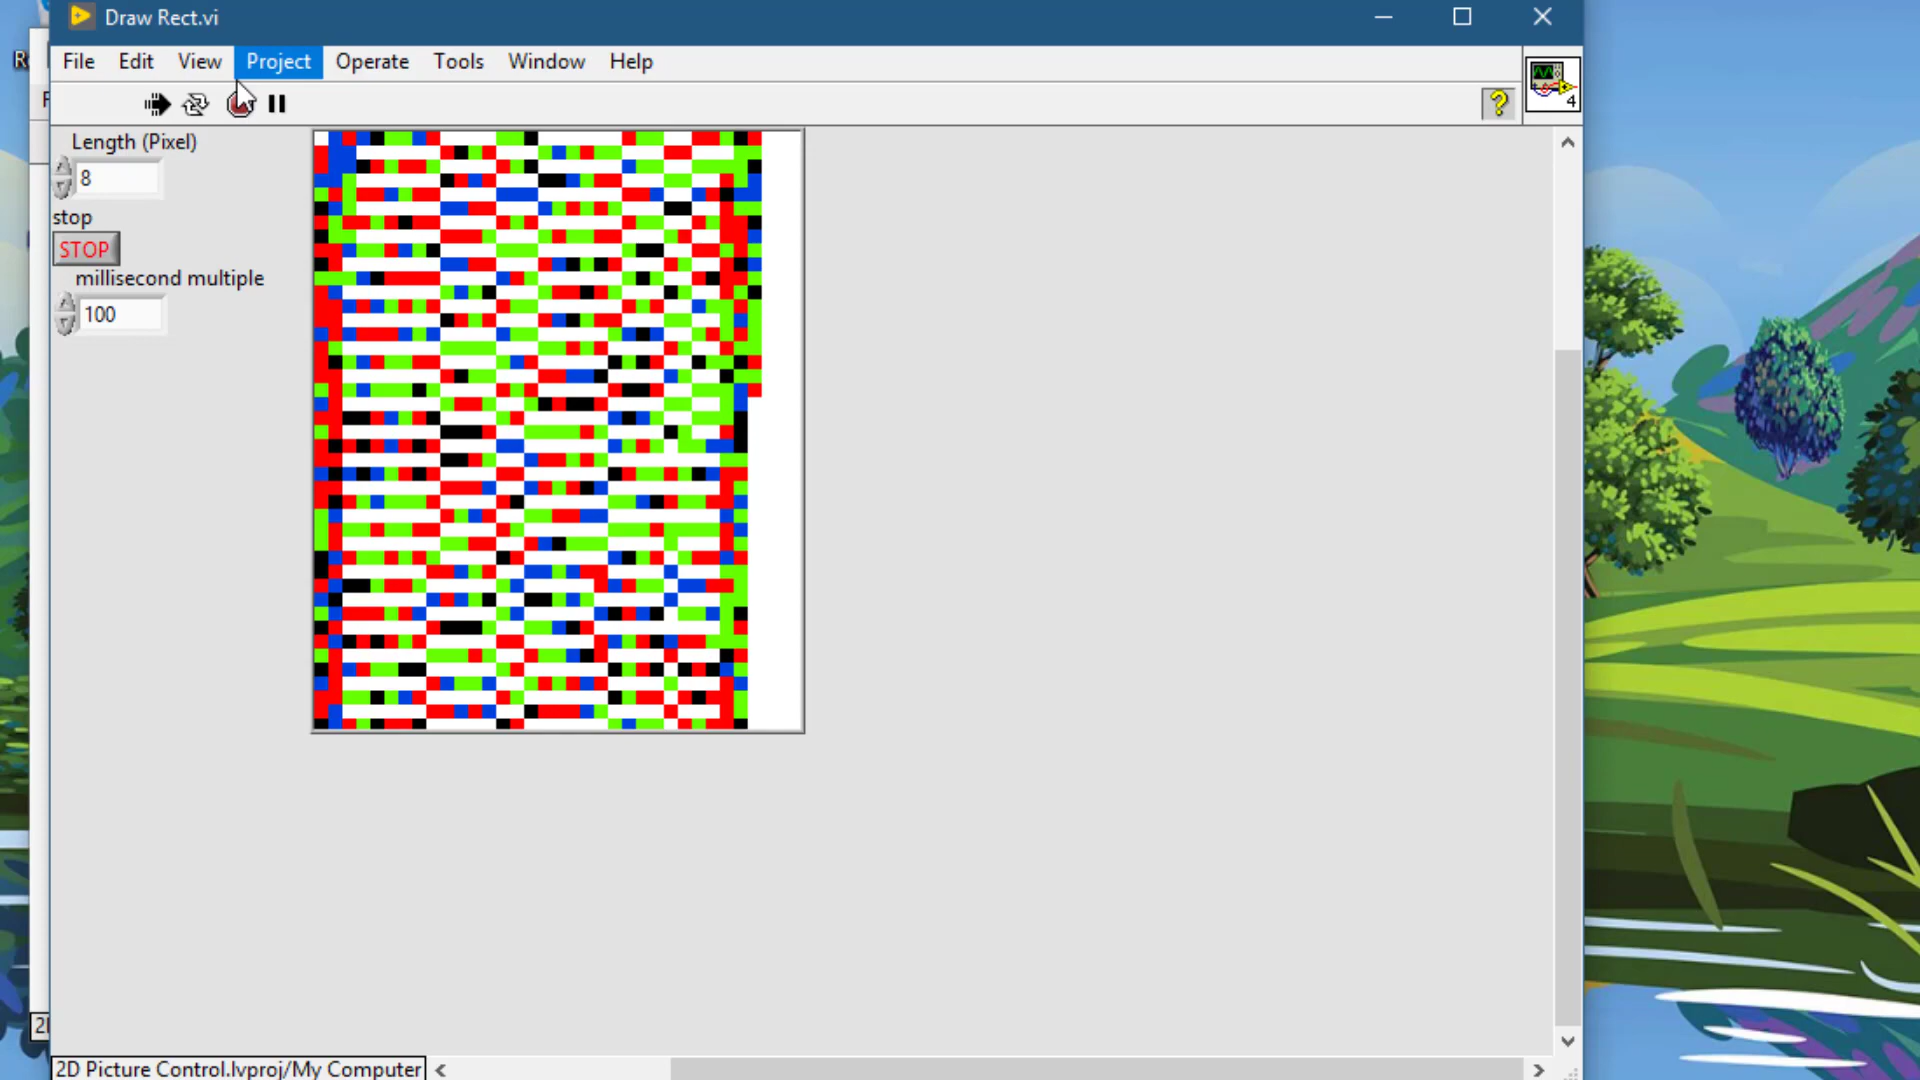 Draw Rect.vi
File Edit View Project Operate Tools Window Help
?
4
Length (Pixel)
8
stop
STOP
millisecond multiple
100
2D Picture Control.lvproj/My Computer